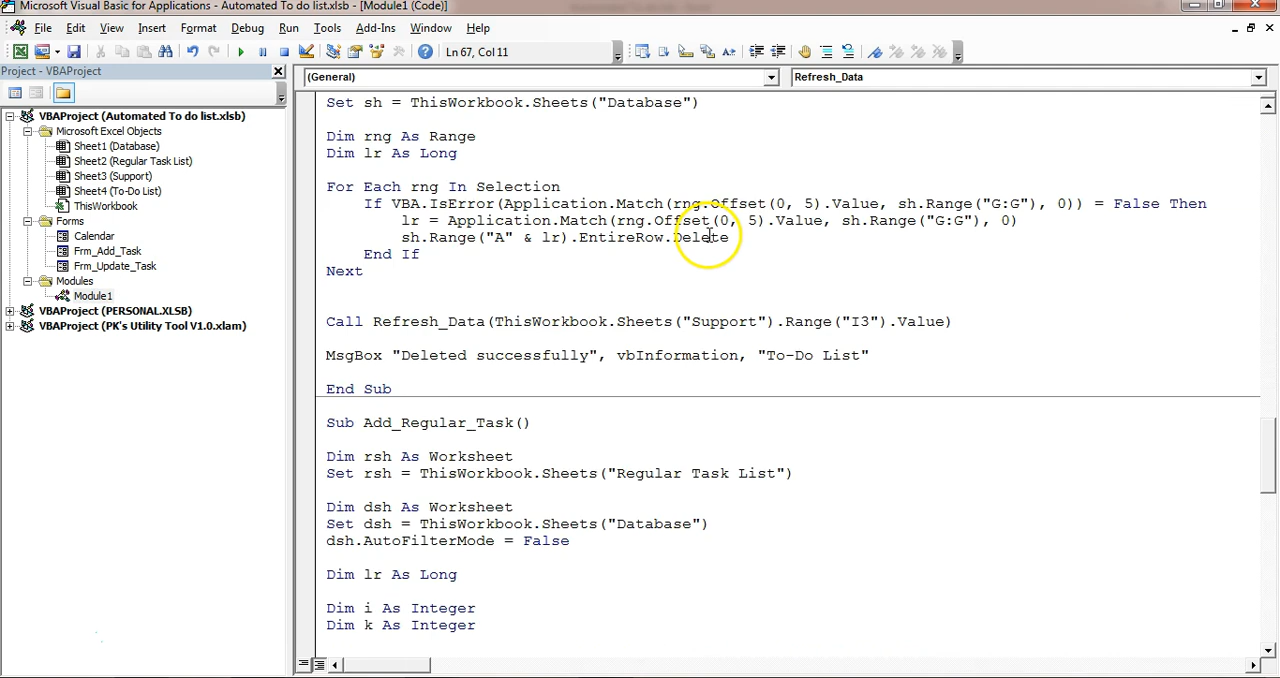 Microsoft Visual Basic for Applications - Automated To do list.xlsb - [Module1 (Code)]
File Edit View Insert Format Debug Run Tools Add-Ins Window Help
Ln 67, Col 11
Project - VBAProject
(General) Refresh_Data
VBAProject (Automated To do list.xlsb)
Microsoft Excel Objects
Sheet1 (Database)
Sheet2 (Regular Task List)
Sheet3 (Support)
Sheet4 (To-Do List)
ThisWorkbook
Forms
Calendar
Frm_Add_Task
Frm_Update_Task
Modules
Module1
VBAProject (PERSONAL.XLSB)
VBAProject (PK's Utility Tool V1.0.xlam)
Set sh = ThisWorkbook.Sheets("Database")
Dim rng As Range
Dim lr As Long
For Each rng In Selection
If VBA.IsError(Application.Match(rng.Offset(0, 5).Value, sh.Range("G:G"), 0)) = False Then
lr = Application.Match(rng.Offset(0, 5).Value, sh.Range("G:G"), 0)
sh.Range("A" & lr).EntireRow.Delete
End If
Next
Call Refresh_Data(ThisWorkbook.Sheets("Support").Range("I3").Value)
MsgBox "Deleted successfully", vbInformation, "To-Do List"
End Sub
Sub Add_Regular_Task()
Dim rsh As Worksheet
Set rsh = ThisWorkbook.Sheets("Regular Task List")
Dim dsh As Worksheet
Set dsh = ThisWorkbook.Sheets("Database")
dsh.AutoFilterMode = False
Dim lr As Long
Dim i As Integer
Dim k As Integer